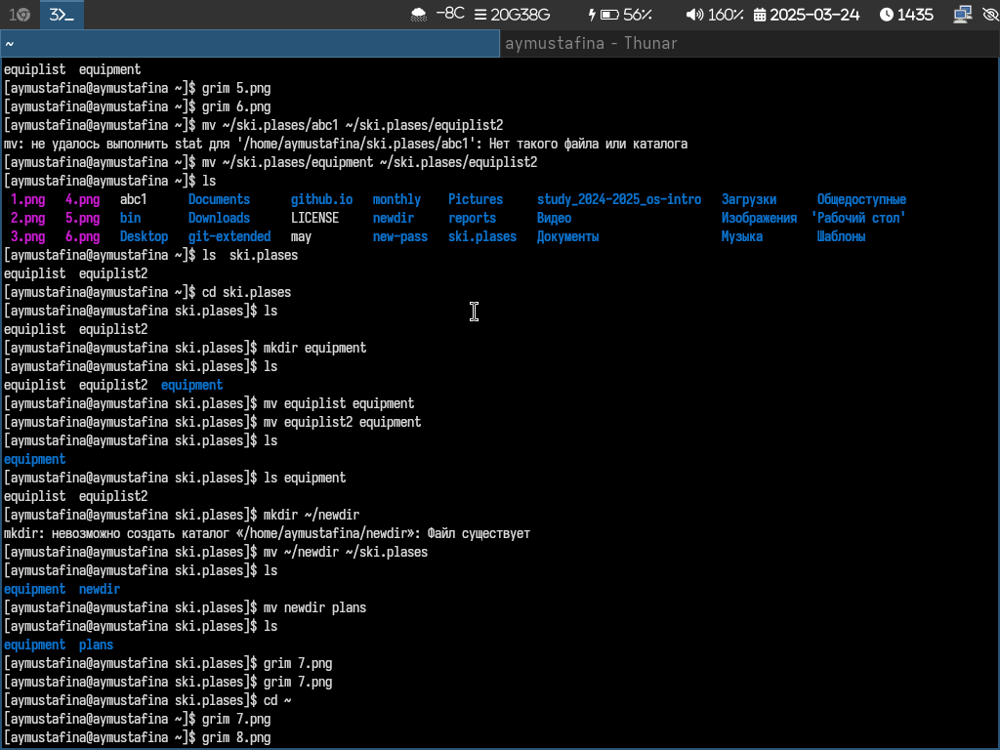 1 3 -8C 20G38G 56% 160% 2025-03-24 1435
~ aymustafina - Thunar
equiplist equipment
[aymustafina@aymustafina ~]$ grim 5.png
[aymustafina@aymustafina ~]$ grim 6.png
[aymustafina@aymustafina ~]$ mv ~/ski.plases/abc1 ~/ski.plases/equiplist2
mv: не удалось выполнить stat для '/home/aymustafina/ski.plases/abc1': Нет такого файла или каталога
[aymustafina@aymustafina ~]$ mv ~/ski.plases/equipment ~/ski.plases/equiplist2
[aymustafina@aymustafina ~]$ ls
1.png 4.png abc1 Documents github.io monthly Pictures study_2024-2025_os-intro Загрузки Общедоступные
2.png 5.png bin Downloads LICENSE newdir reports Видео Изображения 'Рабочий стол'
3.png 6.png Desktop git-extended may new-pass ski.plases Документы Музыка Шаблоны
[aymustafina@aymustafina ~]$ ls  ski.plases
equiplist equiplist2
[aymustafina@aymustafina ~]$ cd ski.plases
[aymustafina@aymustafina ski.plases]$ ls
equiplist equiplist2
[aymustafina@aymustafina ski.plases]$ mkdir equipment
[aymustafina@aymustafina ski.plases]$ ls
equiplist equiplist2 equipment
[aymustafina@aymustafina ski.plases]$ mv equiplist equipment
[aymustafina@aymustafina ski.plases]$ mv equiplist2 equipment
[aymustafina@aymustafina ski.plases]$ ls
equipment
[aymustafina@aymustafina ski.plases]$ ls equipment
equiplist equiplist2
[aymustafina@aymustafina ski.plases]$ mkdir ~/newdir
mkdir: невозможно создать каталог «/home/aymustafina/newdir»: Файл существует
[aymustafina@aymustafina ski.plases]$ mv ~/newdir ~/ski.plases
[aymustafina@aymustafina ski.plases]$ ls
equipment newdir
[aymustafina@aymustafina ski.plases]$ mv newdir plans
[aymustafina@aymustafina ski.plases]$ ls
equipment plans
[aymustafina@aymustafina ski.plases]$ grim 7.png
[aymustafina@aymustafina ski.plases]$ grim 7.png
[aymustafina@aymustafina ski.plases]$ cd ~
[aymustafina@aymustafina ~]$ grim 7.png
[aymustafina@aymustafina ~]$ grim 8.png